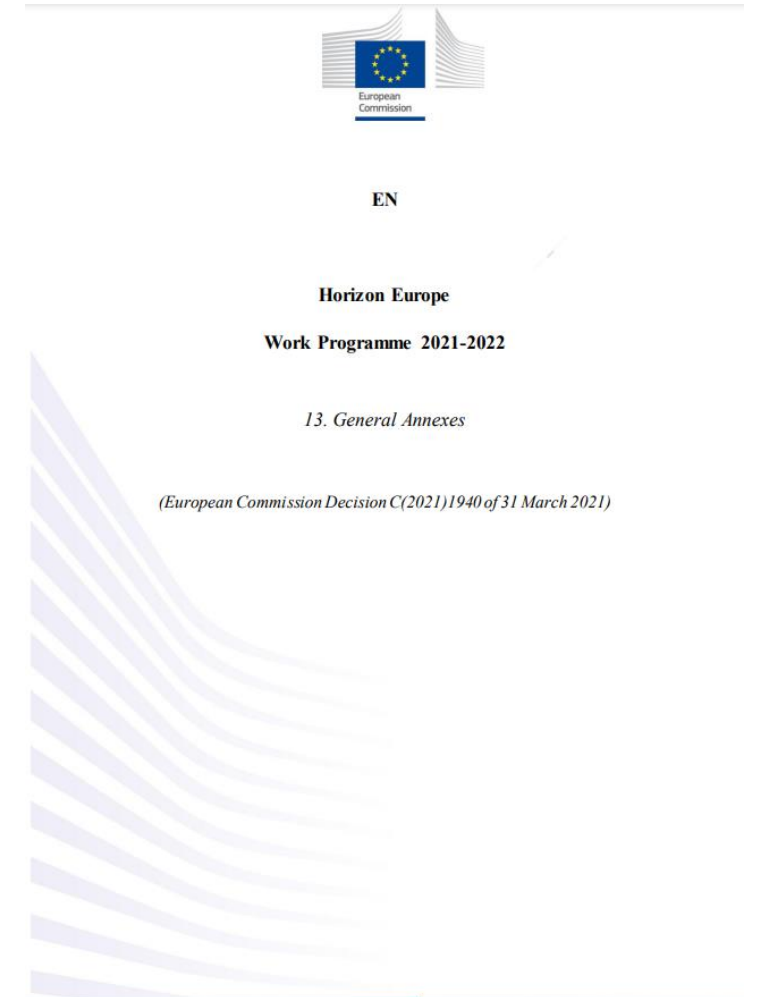 European
Commission
EN
Horizon Europe
Work Programme 2021-2022
13. General Annexes
(European Commission Decision C(2021)1940 of 31 March 2021)